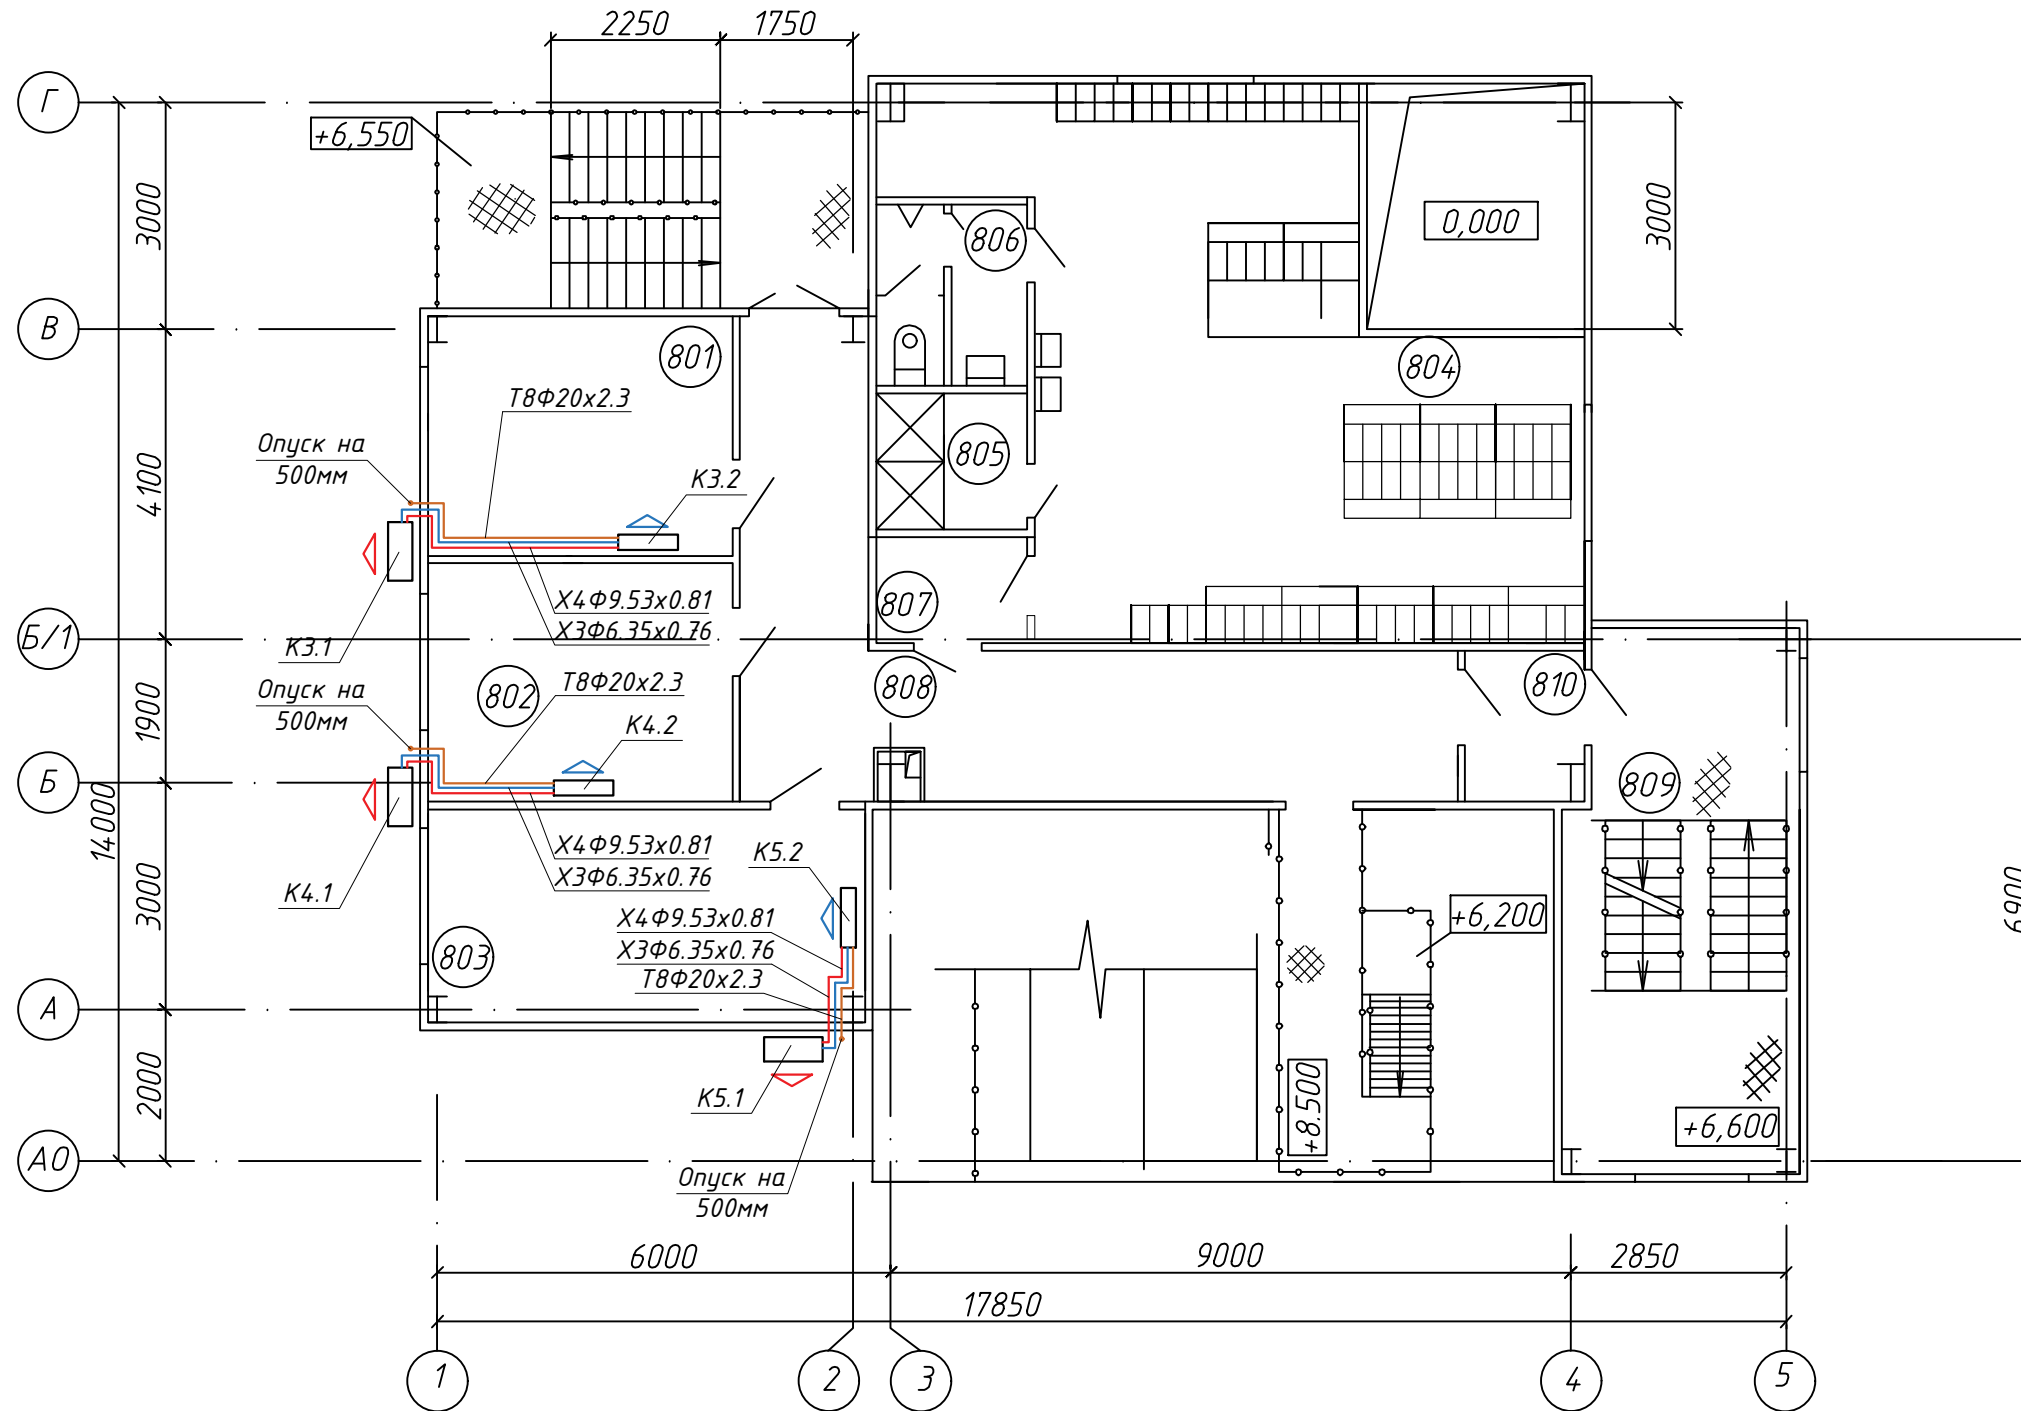 2250
1750
Г
+6,550
3000
3000
0,000
806
В
801
804
Т8Ф20х2.3
Опуск на
500мм
805
К3.2
4100
807
Х4Ф9.53х0.81
Х3Ф6.35х0.76
Б/1
К3.1
808
810
Опуск на
500мм
802
Т8Ф20х2.3
К4.2
1900
Б
809
14000
Х4Ф9.53х0.81
Х3Ф6.35х0.76
К5.2
К4.1
3000
6900
Х4Ф9.53х0.81
Х3Ф6.35х0.76
Т8Ф20х2.3
+6,200
803
А
2000
К5.1
+8.500
+6,600
А0
Опуск на
500мм
6000
9000
2850
17850
1
2
3
4
5